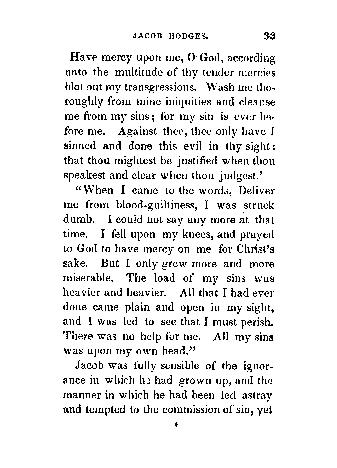 JACOB HODGES. 33
Have mercy upon me, O God, according
unto the multitude of thy tender mercies
blot out my transgressions. Wash me tho-
roughly from mine iniquities and cleanse
me from my sins; for my sin is ever be-
fore me. Against thee, thee only have I
sinned and done this evil in thy sight:
that thou mightest be justified when thou
speakest and clear when thou judgest.'
"When I came to the words, Deliver
me from blood-guiltiness, I was struck
dumb. I could not say any more at that
time. I fell upon my knees, and prayed
to God to have mercy on me for Christ's
sake. But I only grew more and more
miserable. The load of my sins was
heavier and heavier. All that I had ever
done came plain and open in my sight,
and I was led to see that I must perish.
There was no help for me. All my sins
was upon my own head."
Jacob was fully sensible of the ignor-
ance in which he had grown up, and the
manner in which he had been led astray
and tempted to the commission of sin, yet